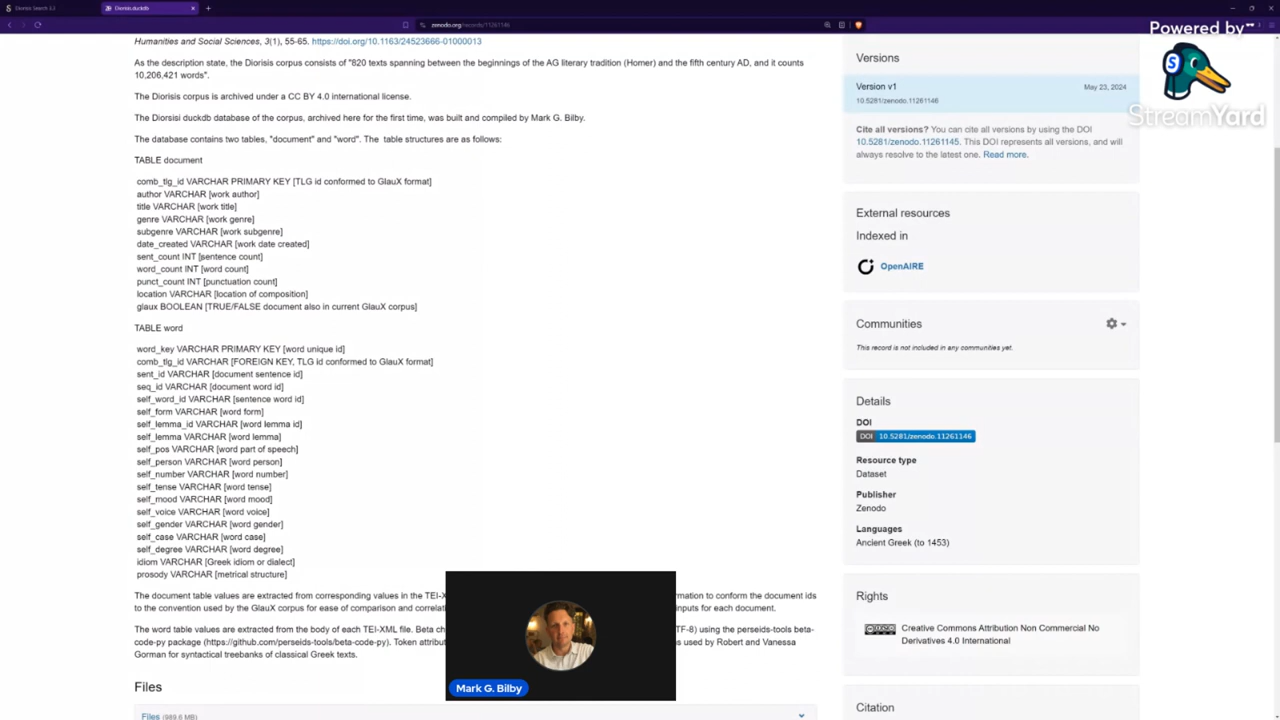 Diorisis Search 3.3
Diorisis.duckdb
zenodo.org/records/11261146
Powered by
StreamYard
Humanities and Social Sciences, 3(1), 55-65. https://doi.org/10.1163/24523666-01000013
As the description state, the Diorisis corpus consists of "820 texts spanning between the beginnings of the AG literary tradition (Homer) and the fifth century AD, and it counts
10,206,421 words".
The Diorisis corpus is archived under a CC BY 4.0 international license.
The Diorsisi duckdb database of the corpus, archived here for the first time, was built and compiled by Mark G. Bilby.
The database contains two tables, "document" and "word". The table structures are as follows:
TABLE document
comb_tlg_id VARCHAR PRIMARY KEY [TLG id conformed to GlauX format]
author VARCHAR [work author]
title VARCHAR [work title]
genre VARCHAR [work genre]
subgenre VARCHAR [work subgenre]
date_created VARCHAR [work date created]
sent_count INT [sentence count]
word_count INT [word count]
punct_count INT [punctuation count]
location VARCHAR [location of composition]
glaux BOOLEAN [TRUE/FALSE document also in current GlauX corpus]
TABLE word
word_key VARCHAR PRIMARY KEY [word unique id]
comb_tlg_id VARCHAR [FOREIGN KEY, TLG id conformed to GlauX format]
sent_id VARCHAR [document sentence id]
seq_id VARCHAR [document word id]
self_word_id VARCHAR [sentence word id]
self_form VARCHAR [word form]
self_lemma_id VARCHAR [word lemma id]
self_lemma VARCHAR [word lemma]
self_pos VARCHAR [word part of speech]
self_person VARCHAR [word person]
self_number VARCHAR [word number]
self_tense VARCHAR [word tense]
self_mood VARCHAR [word mood]
self_voice VARCHAR [word voice]
self_gender VARCHAR [word gender]
self_case VARCHAR [word case]
self_degree VARCHAR [word degree]
idiom VARCHAR [Greek idiom or dialect]
prosody VARCHAR [metrical structure]
The document table values are extracted from corresponding values in the TEI-X mation to conform the document ids
to the convention used by the GlauX corpus for ease of comparison and correlat inputs for each document.
The word table values are extracted from the body of each TEI-XML file. Beta ch TF-8) using the perseids-tools beta-
code-py package (https://github.com/perseids-tools/beta-code-py). Token attribut s used by Robert and Vanessa
Gorman for syntactical treebanks of classical Greek texts.
Mark G. Bilby
Files
Files (989.6 MB)
Versions
Version v1 May 23, 2024
10.5281/zenodo.11261146
Cite all versions? You can cite all versions by using the DOI
10.5281/zenodo.11261145. This DOI represents all versions, and will
always resolve to the latest one. Read more.
External resources
Indexed in
OpenAIRE
Communities
This record is not included in any communities yet.
Details
DOI
DOI 10.5281/zenodo.11261146
Resource type
Dataset
Publisher
Zenodo
Languages
Ancient Greek (to 1453)
Rights
Creative Commons Attribution Non Commercial No
Derivatives 4.0 International
Citation